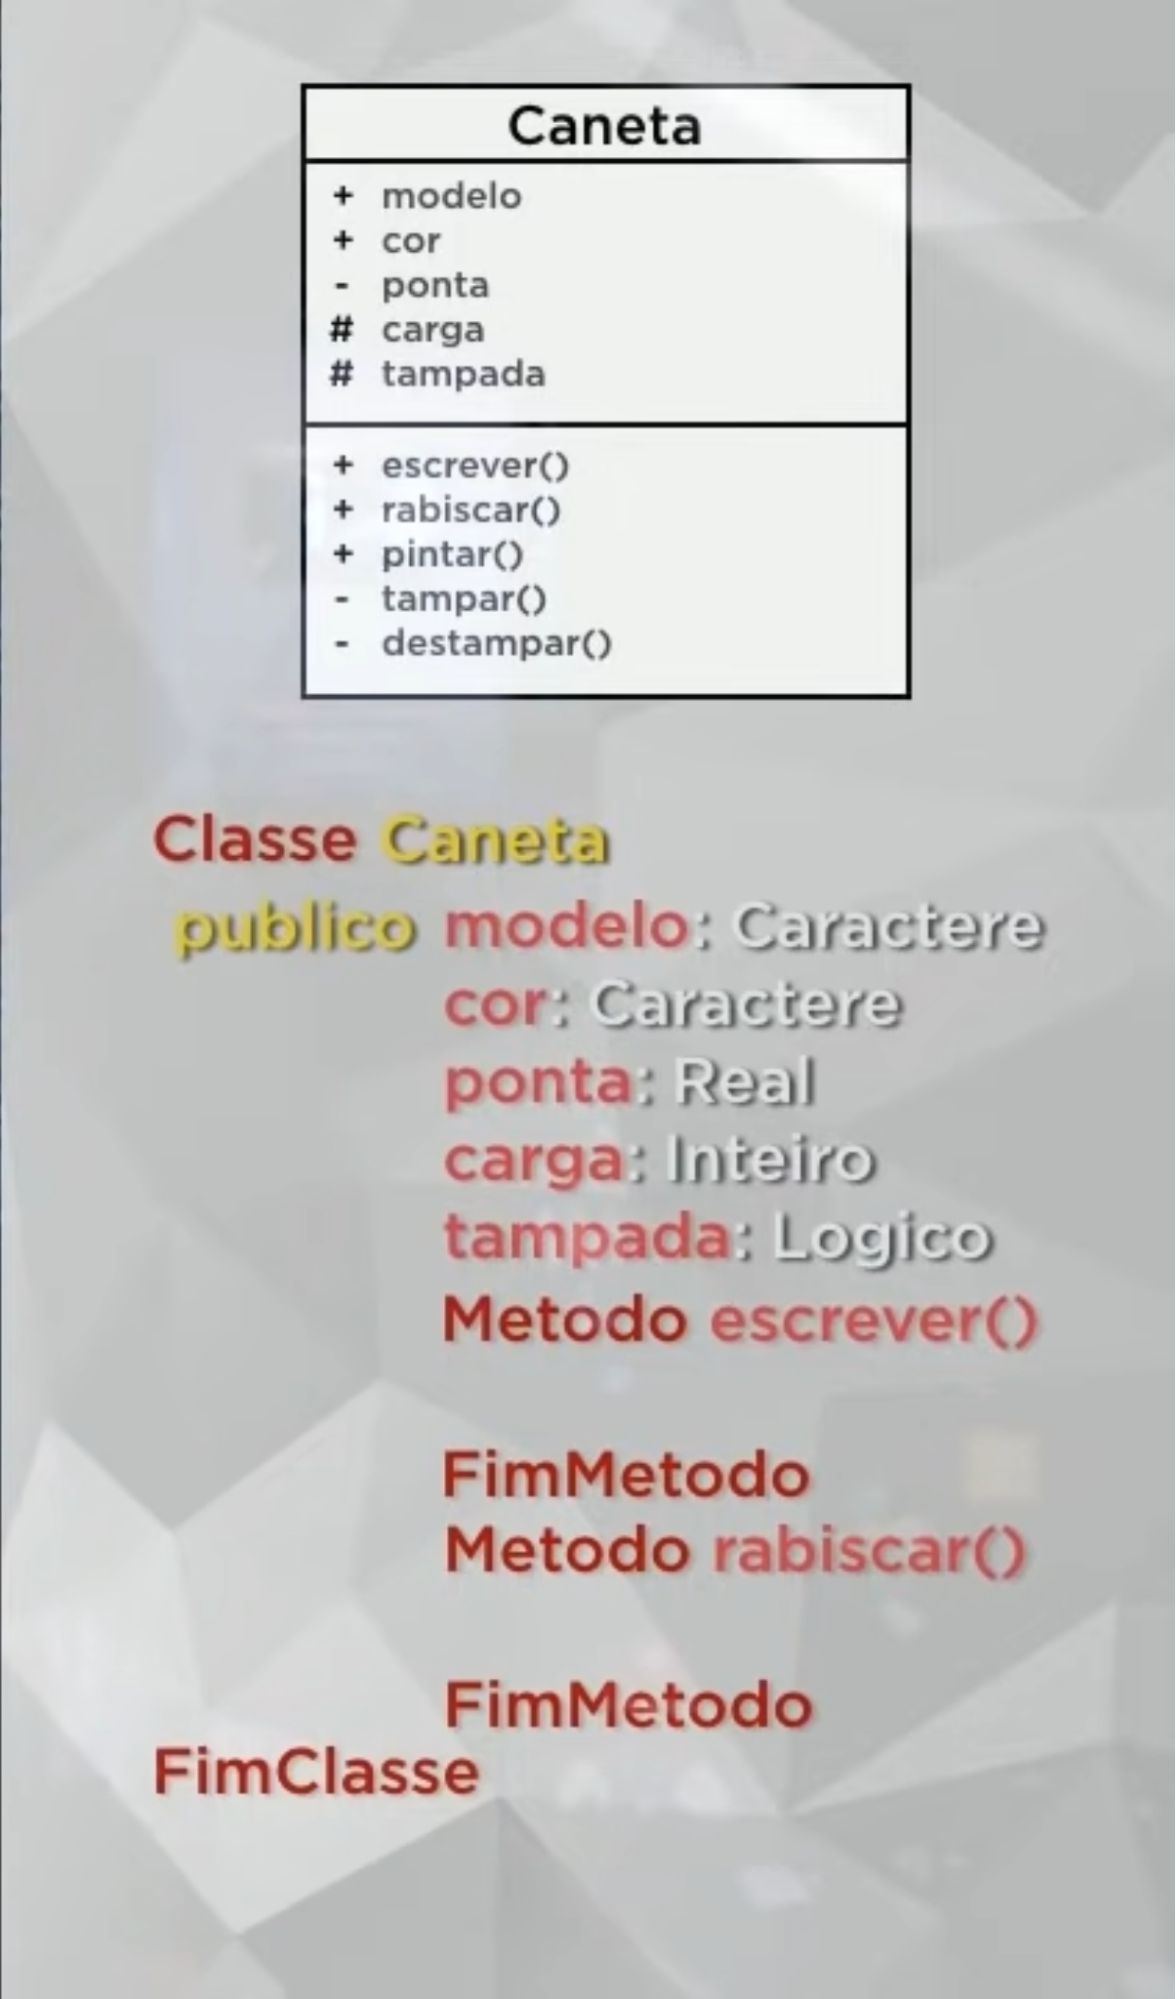 Caneta
+ modelo
+ cor
- ponta
# carga
# tampada
+ escrever()
+ rabiscar()
+ pintar()
- tampar()
- destampar()
Classe Caneta
publico modelo: Caractere
cor: Caractere
ponta: Real
carga: Inteiro
tampada: Logico
Metodo escrever()
FimMetodo
Metodo rabiscar()
FimMetodo
FimClasse